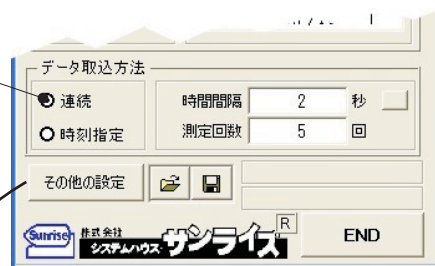 データ取込方法
連続
時間間隔 2 秒
時刻指定
測定回数 5 回
その他の設定
R
Sunrise 株式会社
システムハウス サンライズ
END